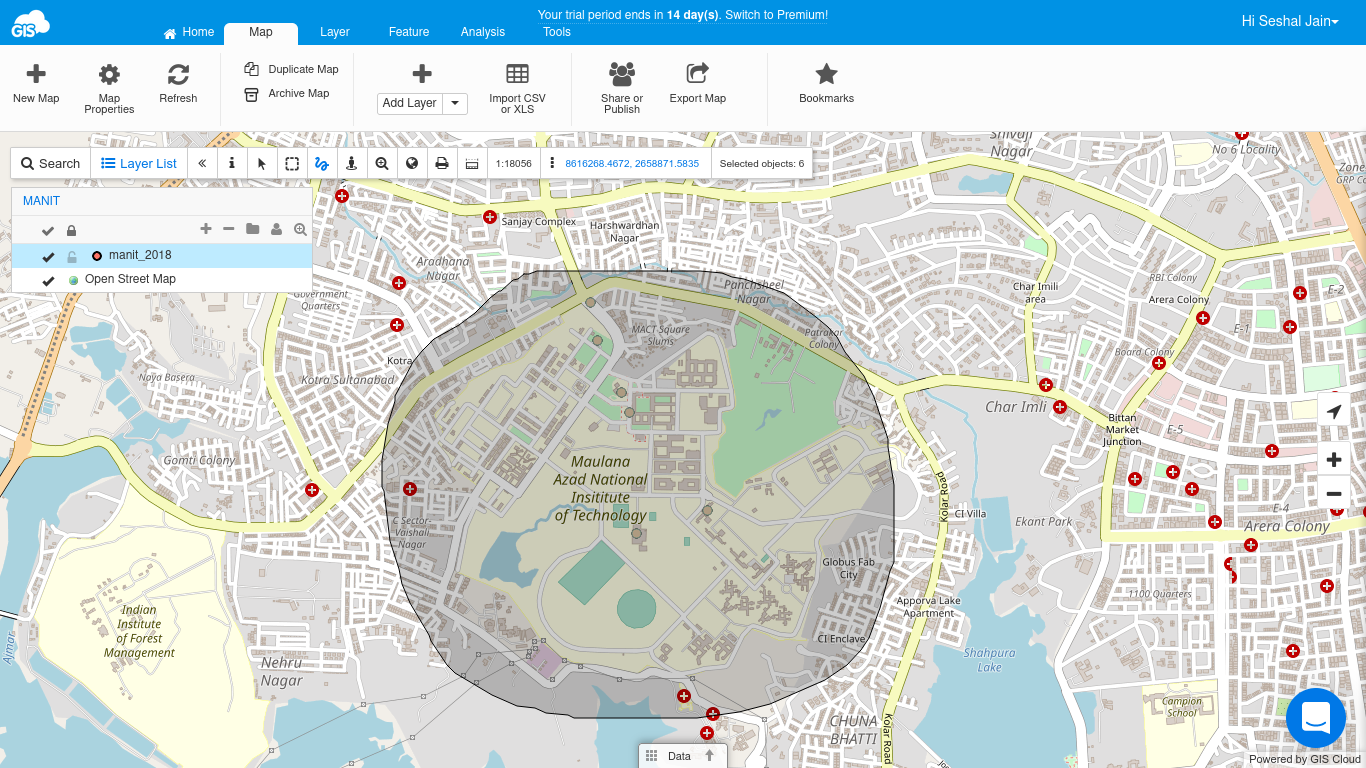 Your trial period ends in 14 day(s). Switch to Premium!
GIS
Home
Map
Layer
Feature
Analysis
Tools
Hi Seshal Jain
New Map
Map
Properties
Refresh
Duplicate Map
Archive Map
Add Layer
Import CSV
or XLS
Share or
Publish
Export Map
Bookmarks
Search
Layer List
1:18056
8616268.4672, 2658871.5835
Selected objects: 6
MANIT
manit_2018
Open Street Map
Shivaji
Nagar
No 6 Locality
Zone
GRP Co
Sanjay Complex
Harshwardhan
Nagar
Aradhana
Nagar
Government
Quarters
Panchsheel
Nagar
Char Imili
area
RBI Colony
Arera Colony
E-2
E-1
MACT Square
Slums
Patrakar
Colony
Board Colony
Kotra
Kotra Sultanabad
Naya Basera
Char Imli
Bittan
Market
Junction
E-5
Gomti Colony
Maulana
Azad National
Insititute
of Technology
Kolar Road
C Sector-
Vaishali
Nagar
CI Villa
Ekant Park
E-4
Arera Colony
Globus Fab
City
Apporva Lake
Apartment
1100 Quarters
Indian
Institute
of Forest
Management
CI Enclave
Shahpura
Lake
Ajmar
Nehru
Nagar
Campion
School
CHUNA
BHATTI
Kolar Road
Data
Powered by GIS Cloud